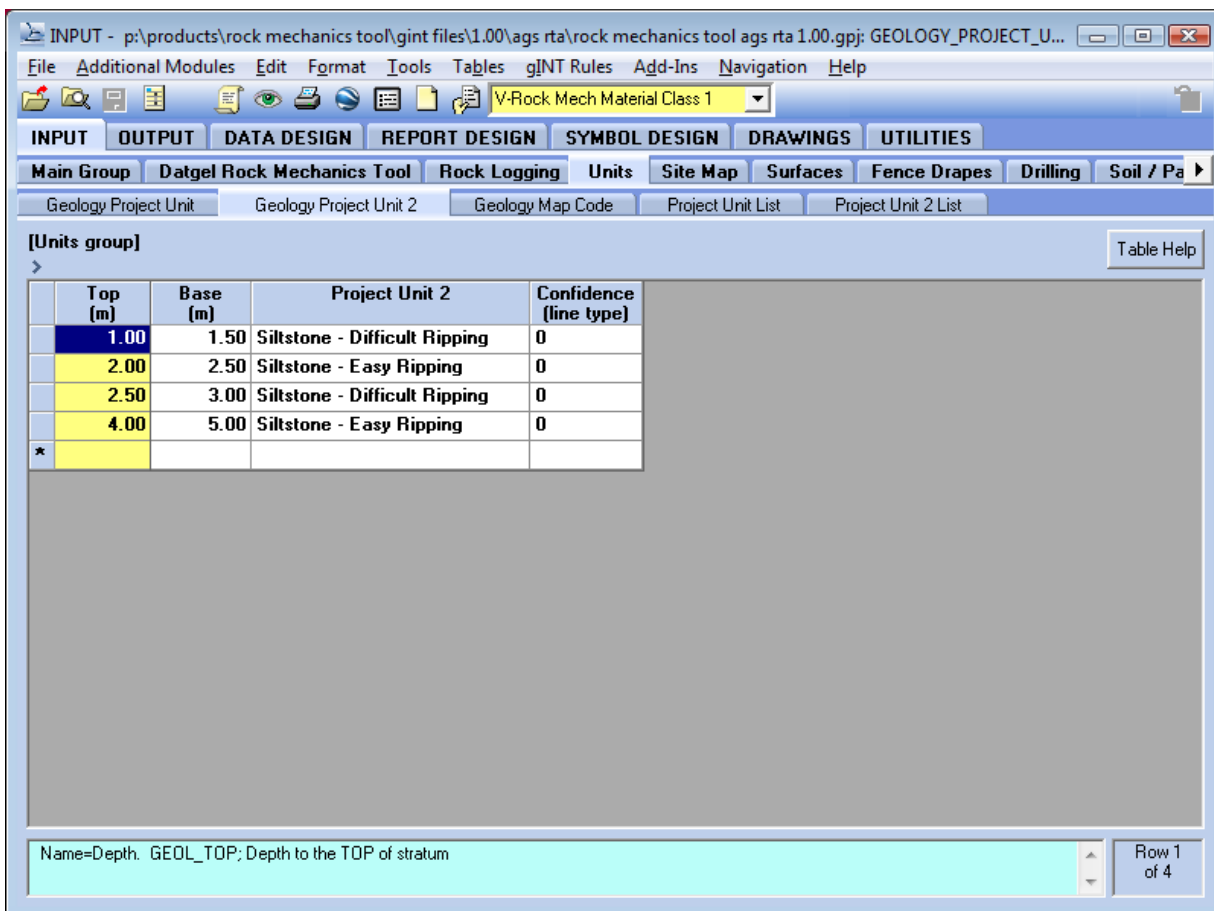 INPUT - p:\products\rock mechanics tool\gint files\1.00\ags rta\rock mechanics tool ags rta 1.00.gpj: GEOLOGY_PROJECT_U...
File Additional Modules Edit Format Tools Tables gINT Rules Add-Ins Navigation Help
V-Rock Mech Material Class 1
INPUT OUTPUT DATA DESIGN REPORT DESIGN SYMBOL DESIGN DRAWINGS UTILITIES
Main Group Datgel Rock Mechanics Tool Rock Logging Units Site Map Surfaces Fence Drapes Drilling Soil / Pa
Geology Project Unit Geology Project Unit 2 Geology Map Code Project Unit List Project Unit 2 List
[Units group] Table Help
Top Base Project Unit 2 Confidence
(m) (m) (line type)
1.00 1.50 Siltstone - Difficult Ripping 0
2.00 2.50 Siltstone - Easy Ripping 0
2.50 3.00 Siltstone - Difficult Ripping 0
4.00 5.00 Siltstone - Easy Ripping 0
*
Name=Depth. GEOL_TOP; Depth to the TOP of stratum Row 1
of 4